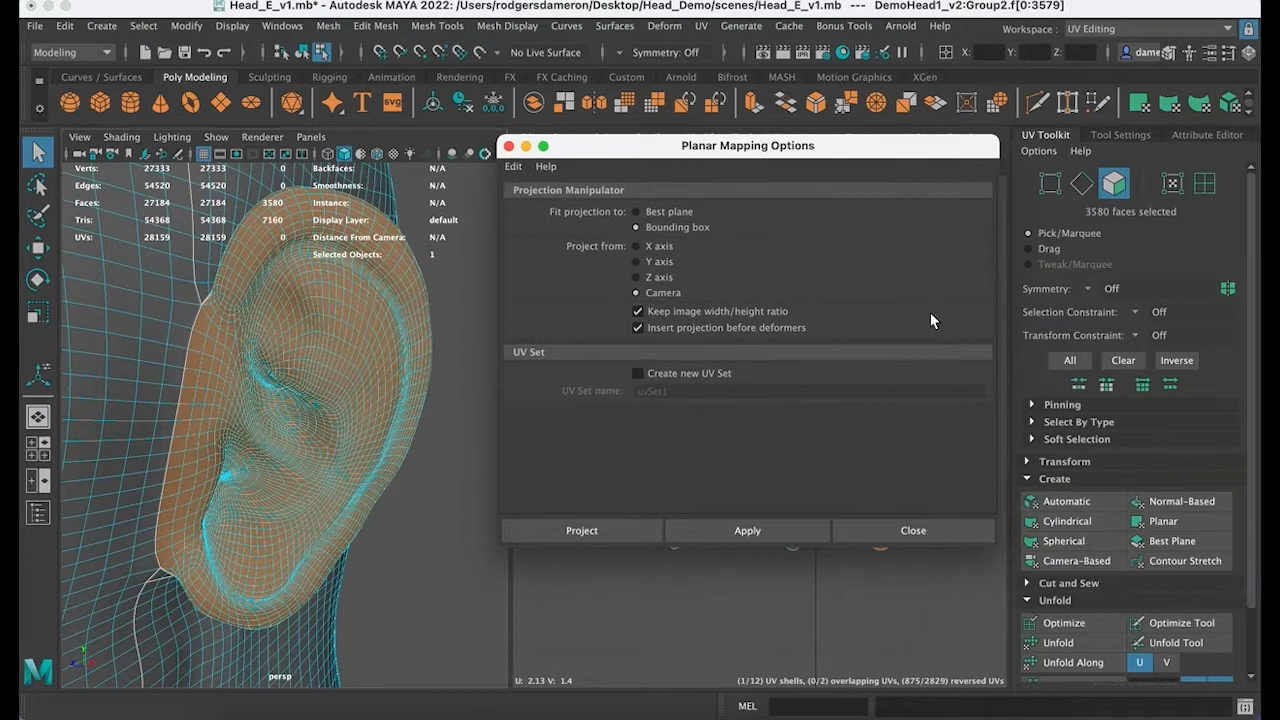 Head_E_v1.mb* - Autodesk MAYA 2022: /Users/rodgersdameron/Desktop/Head_Demo/scenes/Head_E_v1.mb --- DemoHead1_v2:Group2.f[0:3579]
File Edit Create Select Modify Display Windows Mesh Edit Mesh Mesh Tools Mesh Display Curves Surfaces Deform UV Generate Cache Bonus Tools Arnold Help Workspace : UV Editing
Modeling No Live Surface Symmetry: Off X: Y: Z: dame
Curves / Surfaces Poly Modeling Sculpting Rigging Animation Rendering FX FX Caching Custom Arnold Bifrost MASH Motion Graphics XGen
SVG
View Shading Lighting Show Renderer Panels
Verts: 27333 27333 0
Edges: 54520 54520 0
Faces: 27184 27184 3580
Tris: 54368 54368 7160
UVs: 28159 28159 0
Backfaces: N/A
Smoothness: N/A
Instance: N/A
Display Layer: default
Distance From Camera: N/A
Selected Objects: 1
persp
Planar Mapping Options
Edit Help
Projection Manipulator
Fit projection to: Best plane
Bounding box
Project from: X axis
Y axis
Z axis
Camera
Keep image width/height ratio
Insert projection before deformers
UV Set
Create new UV Set
UV Set name: uvSet1
Project Apply Close
U: 2.13 V: 1.4 (1/12) UV shells, (0/2) overlapping UVs, (875/2829) reversed UVs
UV Toolkit Tool Settings Attribute Editor
Options Help
3580 faces selected
Pick/Marquee
Drag
Tweak/Marquee
Symmetry: Off
Selection Constraint: Off
Transform Constraint: Off
All Clear Inverse
Pinning
Select By Type
Soft Selection
Transform
Create
Automatic Normal-Based
Cylindrical Planar
Spherical Best Plane
Camera-Based Contour Stretch
Cut and Sew
Unfold
Optimize Optimize Tool
Unfold Unfold Tool
Unfold Along U V
MEL